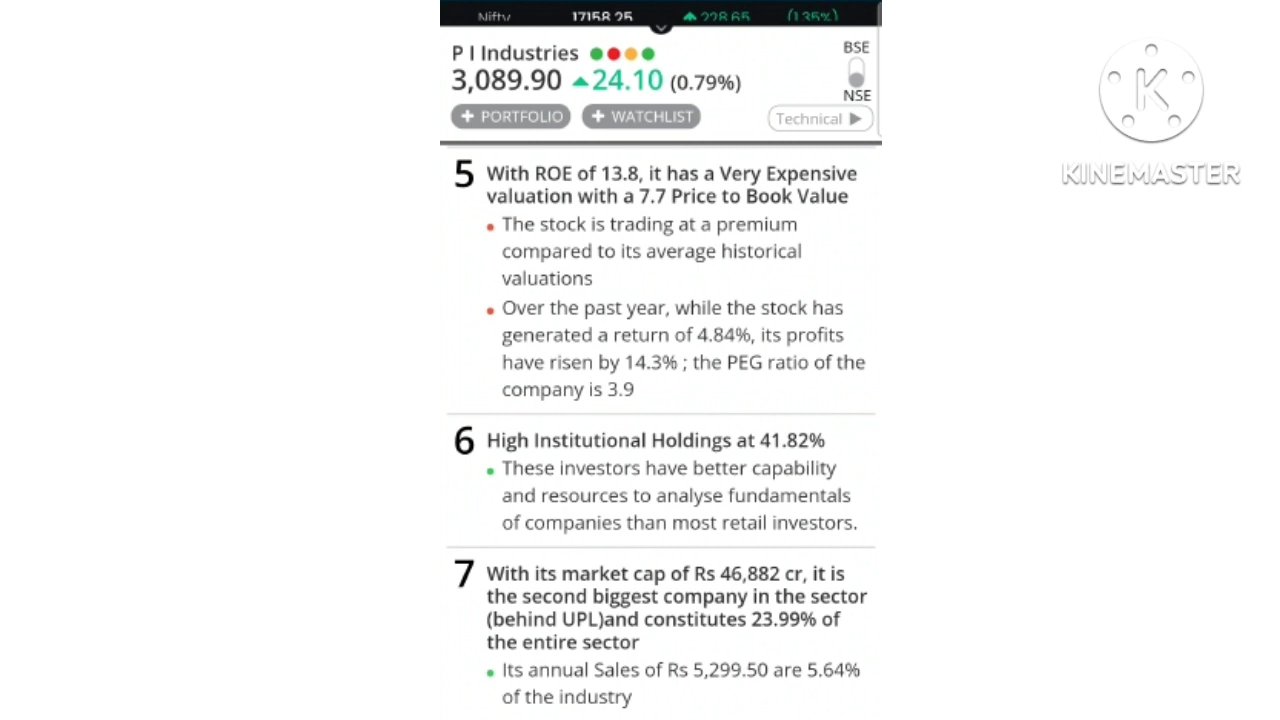 Nifty 17158.25 228.65 (1.35%)
P I Industries
BSE
3,089.90 24.10 (0.79%)
NSE
+ PORTFOLIO + WATCHLIST Technical
5 With ROE of 13.8, it has a Very Expensive
valuation with a 7.7 Price to Book Value
• The stock is trading at a premium
compared to its average historical
valuations
• Over the past year, while the stock has
generated a return of 4.84%, its profits
have risen by 14.3% ; the PEG ratio of the
company is 3.9
6 High Institutional Holdings at 41.82%
• These investors have better capability
and resources to analyse fundamentals
of companies than most retail investors.
7 With its market cap of Rs 46,882 cr, it is
the second biggest company in the sector
(behind UPL)and constitutes 23.99% of
the entire sector
• Its annual Sales of Rs 5,299.50 are 5.64%
of the industry
K
KINEMASTER